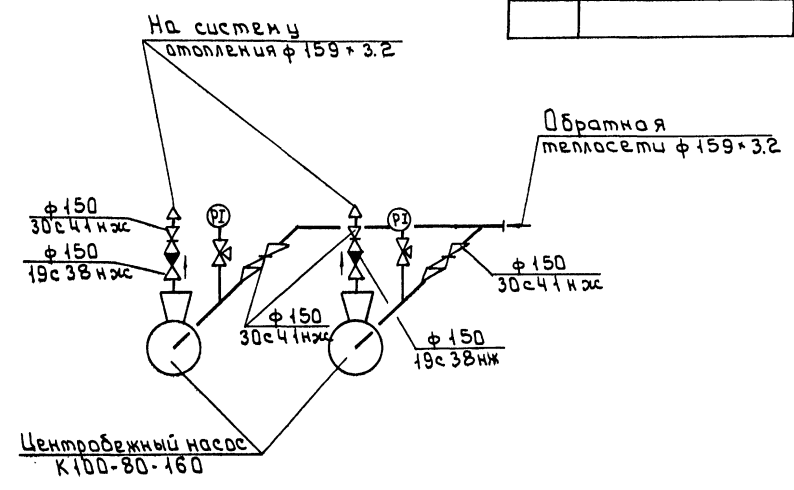 На систему
отопления ф 159 × 3.2
Обратная
теплосети ф 159 × 3.2
ф 150
30с41нж
PI
PI
ф 150
19с38нж
ф 150
30с41нж
ф 150
30с41нж
ф 150
19с38нж
Центробежный насос
К100-80-160